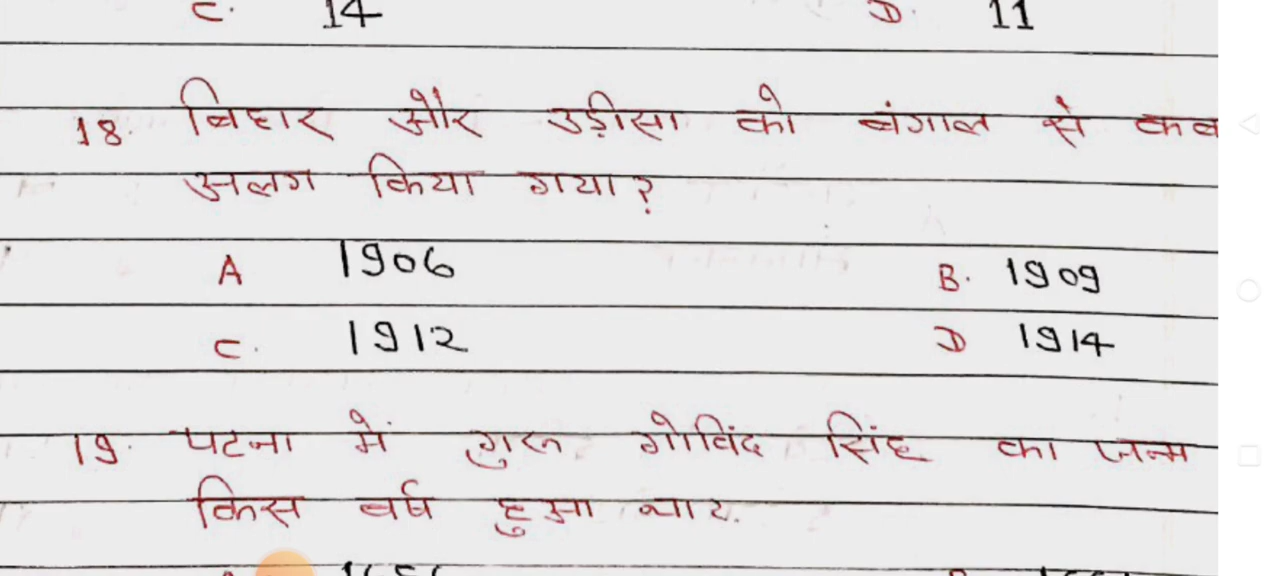 C. 14 D. 11
18. बिहार और उड़ीसा को बंगाल से कब
अलग किया गया?
A 1906 B. 1909
C. 1912 D 1914
19. पटना में गुरु गोविंद सिंह का जन्म
किस वर्ष हुआ था?